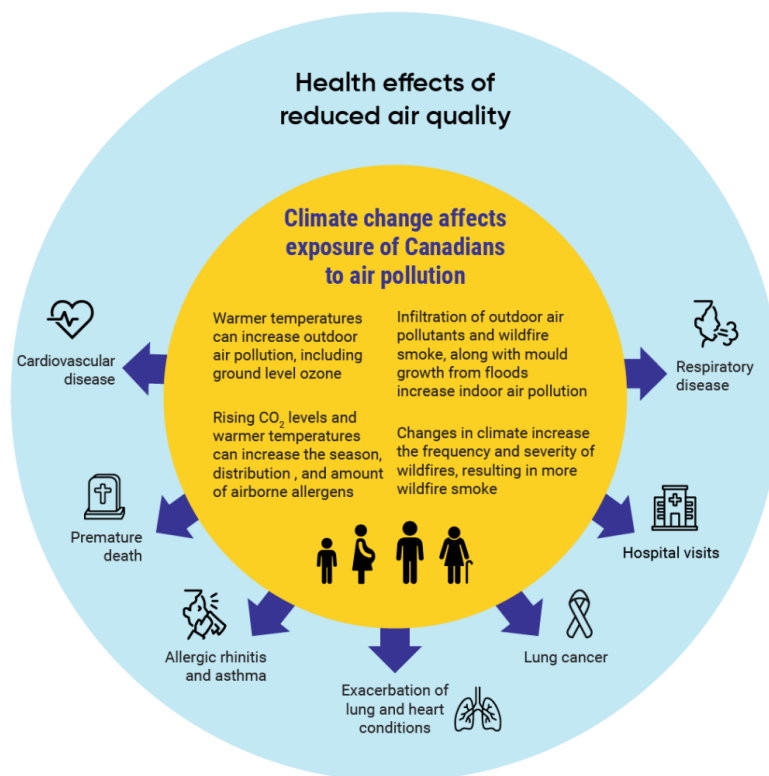 Health effects of
reduced air quality
Climate change affects
exposure of Canadians
to air pollution
Warmer temperatures
can increase outdoor
air pollution, including
ground level ozone
Infiltration of outdoor air
pollutants and wildfire
smoke, along with mould
growth from floods
increase indoor air pollution
Rising CO₂ levels and
warmer temperatures
can increase the season,
distribution , and amount
of airborne allergens
Changes in climate increase
the frequency and severity of
wildfires, resulting in more
wildfire smoke
Cardiovascular
disease
Premature
death
Allergic rhinitis
and asthma
Exacerbation of
lung and heart
conditions
Lung cancer
Hospital visits
Respiratory
disease